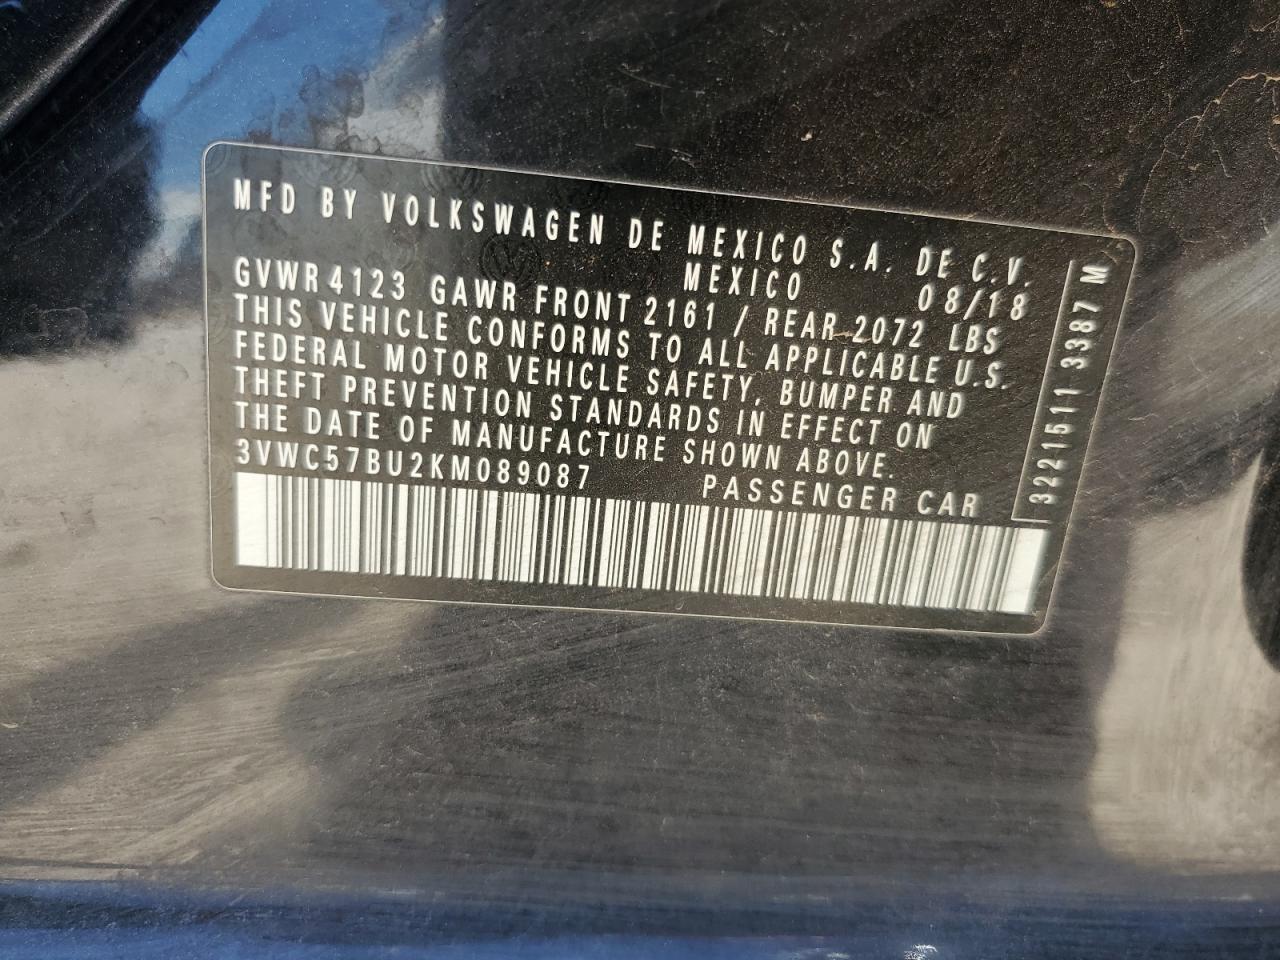 MFD BY VOLKSWAGEN DE MEXICO S.A. DE C.V.
MEXICO 08/18
GVWR 4123 GAWR FRONT 2161 / REAR 2072 LBS
THIS VEHICLE CONFORMS TO ALL APPLICABLE U.S.
FEDERAL MOTOR VEHICLE SAFETY, BUMPER AND
THEFT PREVENTION STANDARDS IN EFFECT ON
THE DATE OF MANUFACTURE SHOWN ABOVE.
3VWC57BU2KM089087 PASSENGER CAR
3221511 3387 M